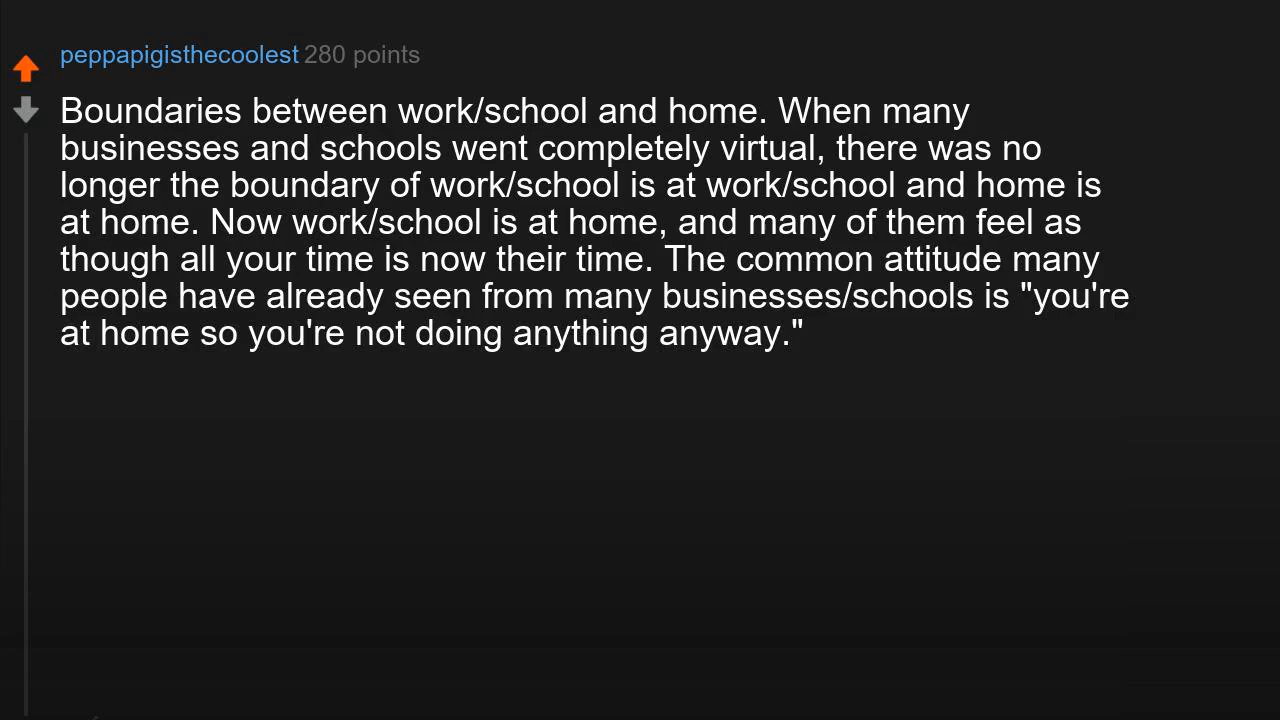 peppapigisthecoolest 280 points
Boundaries between work/school and home. When many
businesses and schools went completely virtual, there was no
longer the boundary of work/school is at work/school and home is
at home. Now work/school is at home, and many of them feel as
though all your time is now their time. The common attitude many
people have already seen from many businesses/schools is "you're
at home so you're not doing anything anyway."